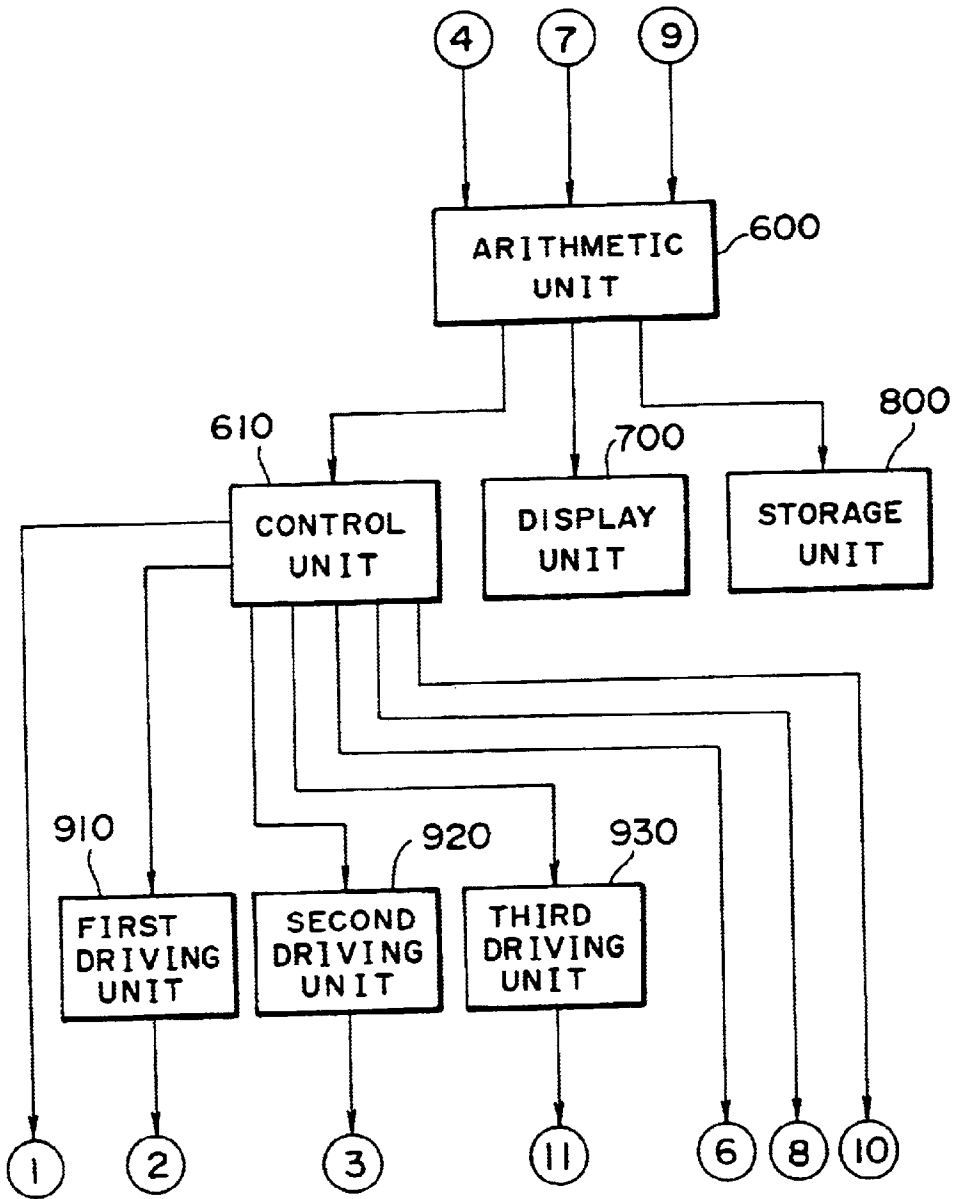 4 7 9
ARITHMETIC
UNIT
600
610
CONTROL
UNIT
700
DISPLAY
UNIT
800
STORAGE
UNIT
910
FIRST
DRIVING
UNIT
920
SECOND
DRIVING
UNIT
930
THIRD
DRIVING
UNIT
1 2 3 11 6 8 10